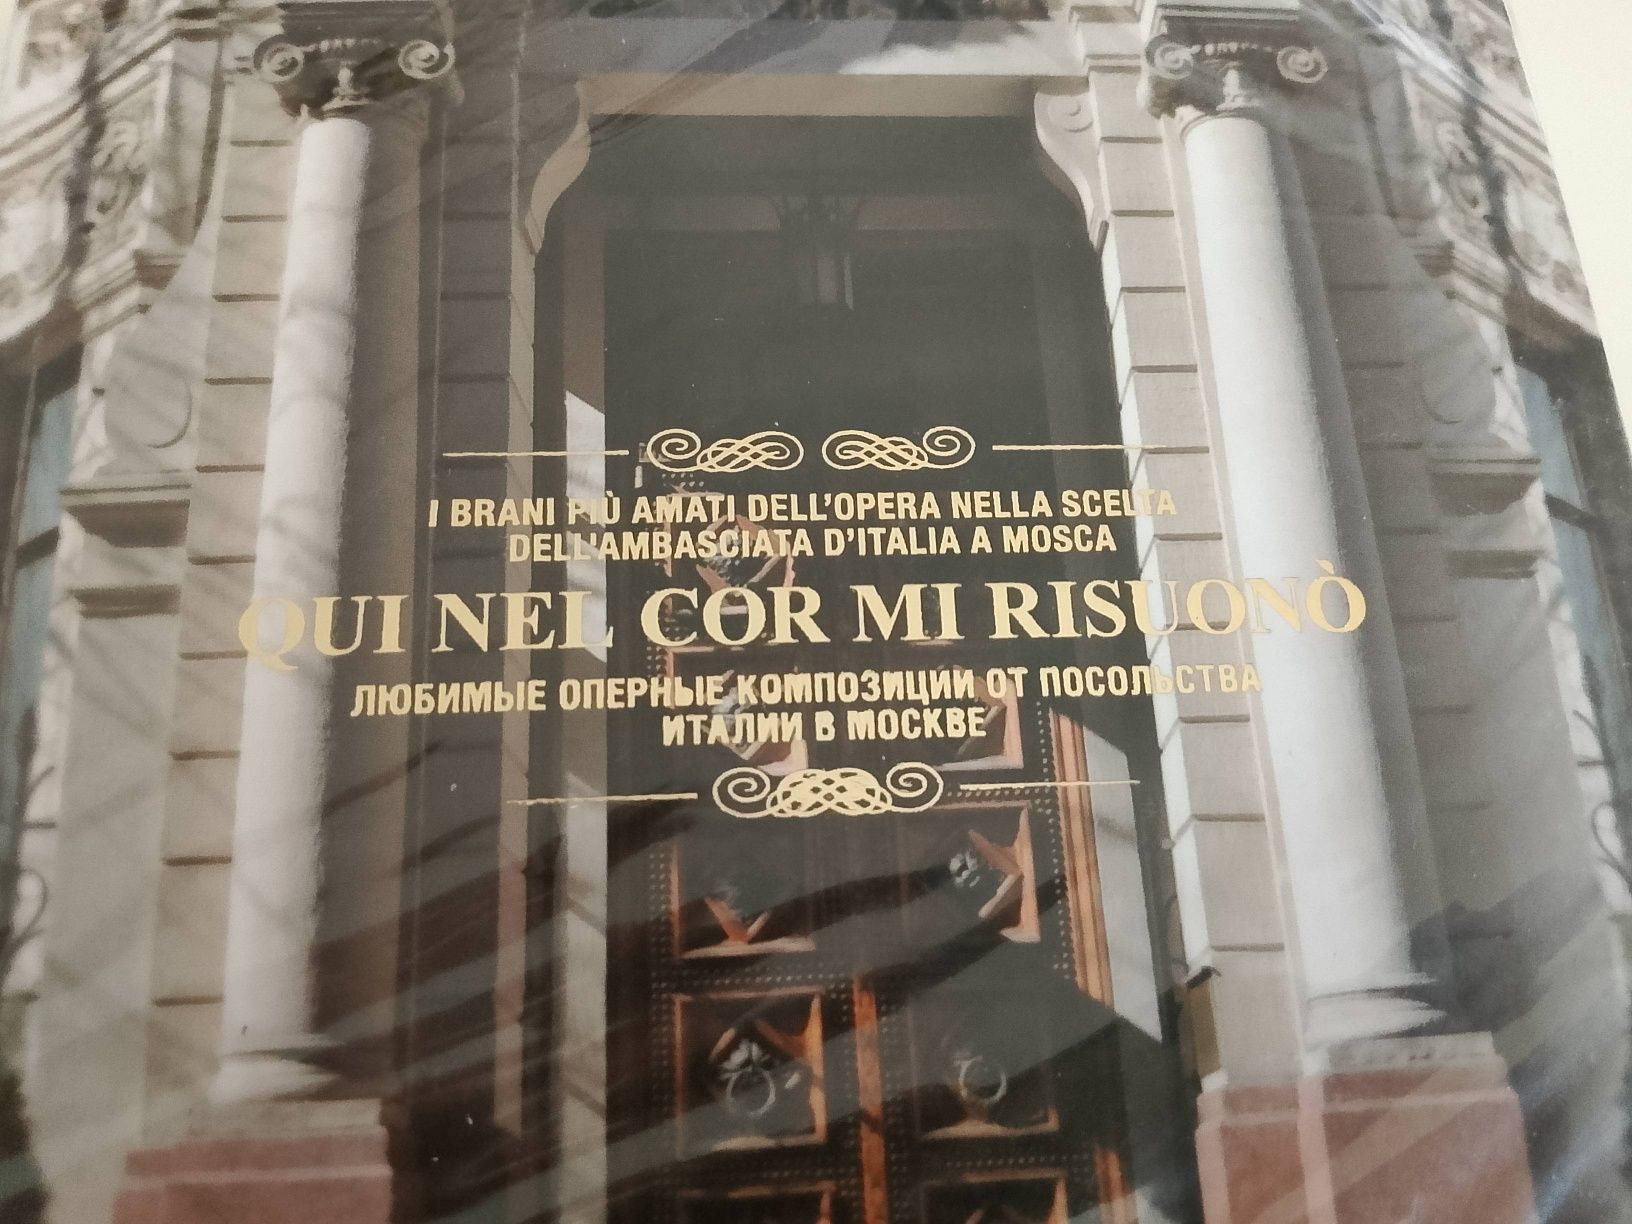 I BRANI PIÙ AMATI DELL'OPERA NELLA SCELTA
DELL'AMBASCIATA D'ITALIA A MOSCA
QUI NEL COR MI RISUONÒ
ЛЮБИМЫЕ ОПЕРНЫЕ КОМПОЗИЦИИ ОТ ПОСОЛЬСТВА
ИТАЛИИ В МОСКВЕ